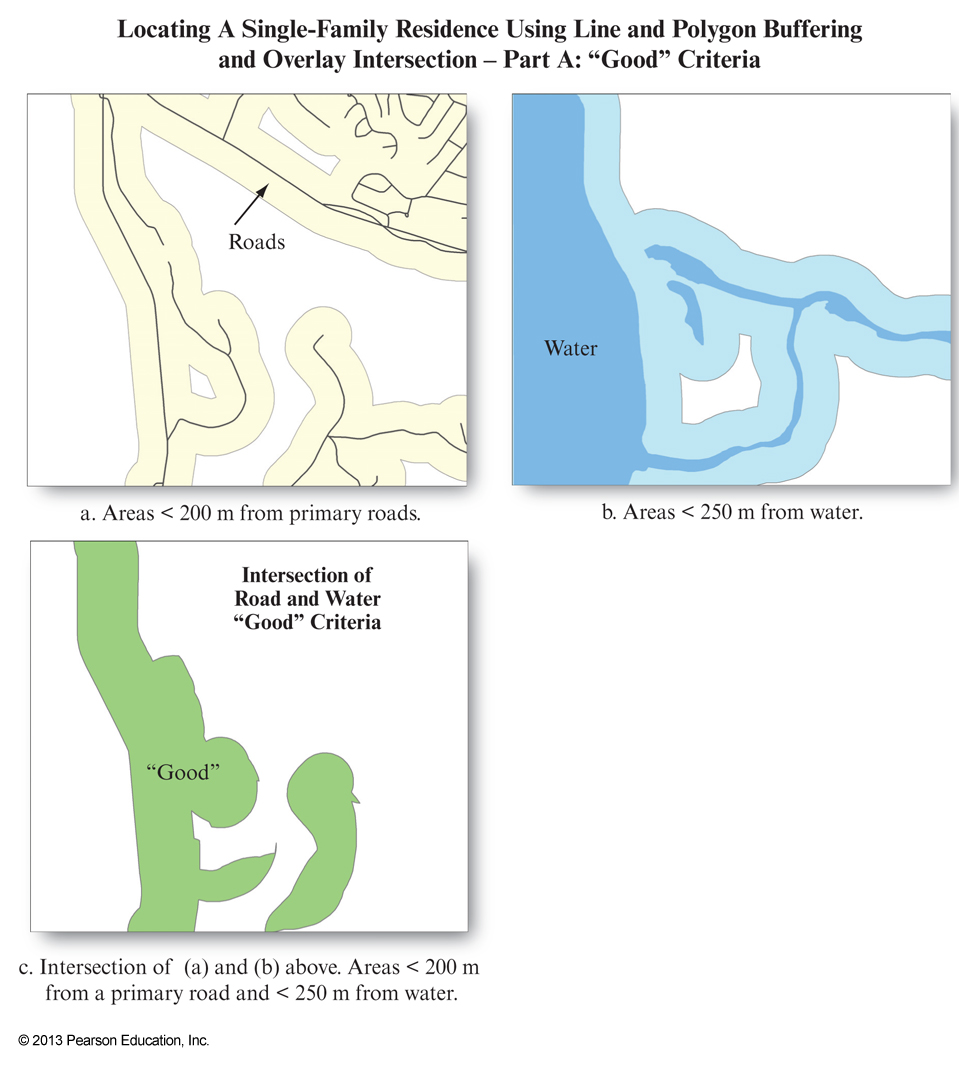 Locating A Single-Family Residence Using Line and Polygon Buffering
and Overlay Intersection – Part A: “Good” Criteria
Roads
Water
a. Areas < 200 m from primary roads.
b. Areas < 250 m from water.
Intersection of
Road and Water
“Good” Criteria
“Good”
c. Intersection of (a) and (b) above. Areas < 200 m
from a primary road and < 250 m from water.
© 2013 Pearson Education, Inc.